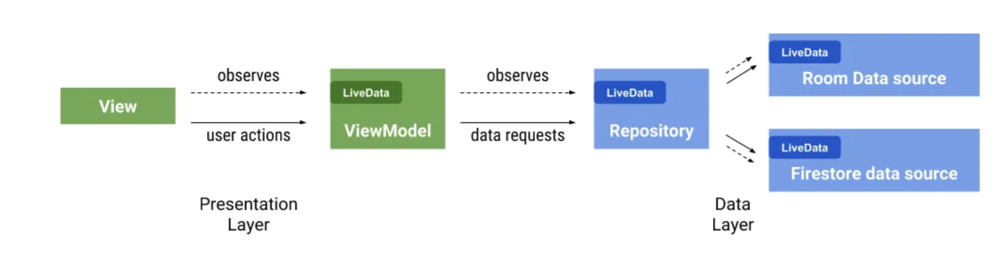 View
observes
user actions
LiveData
ViewModel
observes
data requests
LiveData
Repository
LiveData
Room Data source
LiveData
Firestore data source
Presentation
Layer
Data
Layer